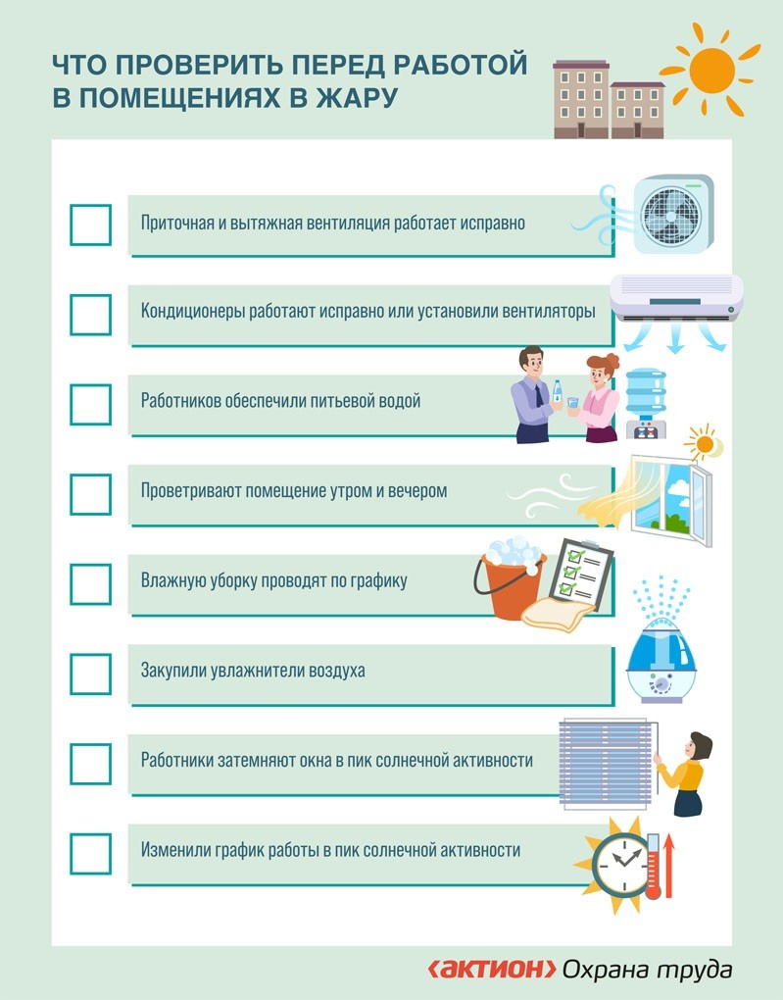 ЧТО ПРОВЕРИТЬ ПЕРЕД РАБОТОЙ
В ПОМЕЩЕНИЯХ В ЖАРУ
Приточная и вытяжная вентиляция работает исправно
Кондиционеры работают исправно или установили вентиляторы
Работников обеспечили питьевой водой
Проветривают помещение утром и вечером
Влажную уборку проводят по графику
Закупили увлажнители воздуха
Работники затемняют окна в пик солнечной активности
Изменили график работы в пик солнечной активности
‹актион› Охрана труда